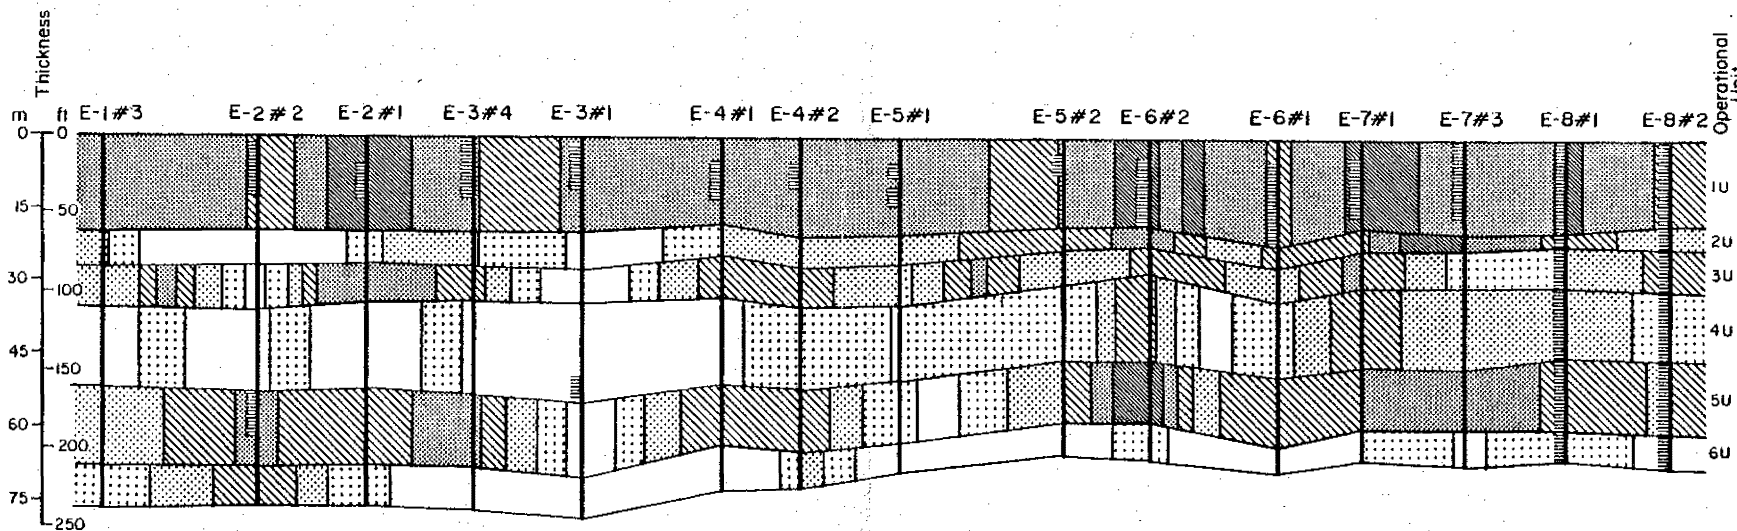 Thickness
Operational
Unit
m ft E-1#3 E-2#2 E-2#1 E-3#4 E-3#1 E-4#1 E-4#2 E-5#1 E-5#2 E-6#2 E-6#1 E-7#1 E-7#3 E-8#1 E-8#2
0 0
1U
15 50
2U
30 100
3U
4U
45 150
5U
60 200
6U
75 250